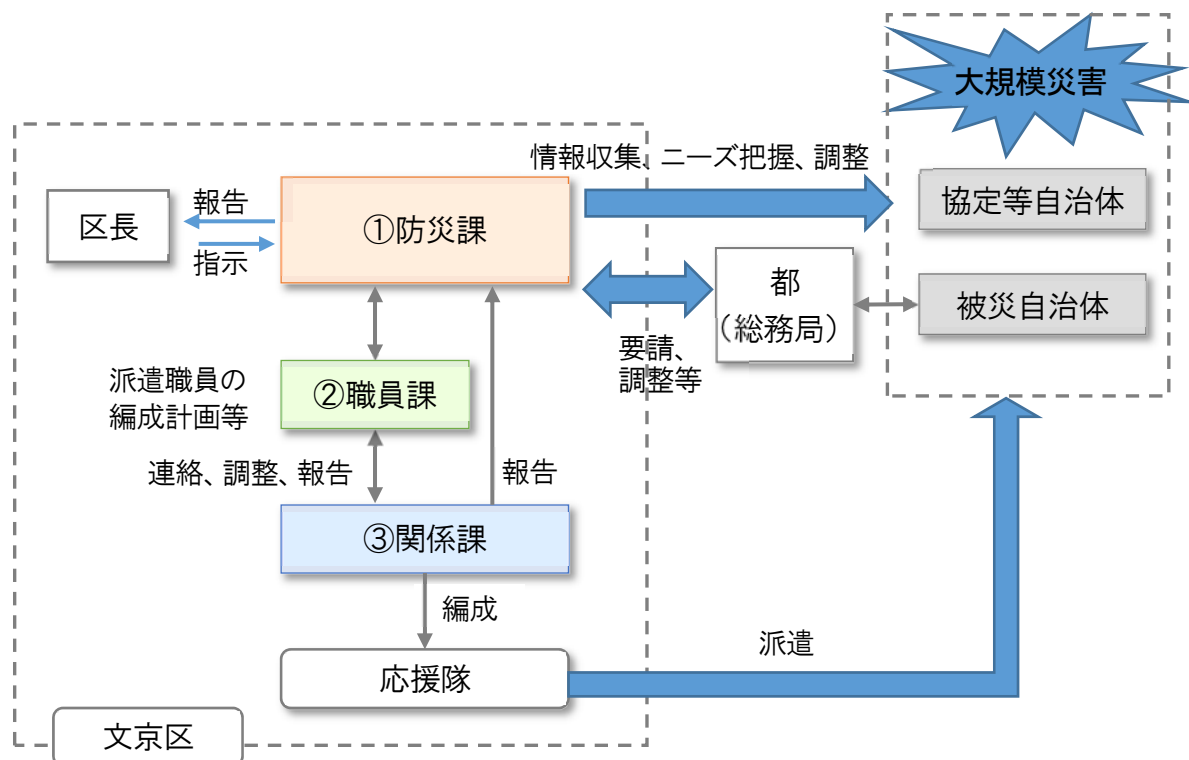 大規模災害
情報収集、ニーズ把握、調整
協定等自治体
区長
報告
指示
①防災課
都
（総務局）
被災自治体
要請、
調整等
派遣職員の
編成計画等
②職員課
連絡、調整、報告
報告
③関係課
編成
応援隊
派遣
文京区